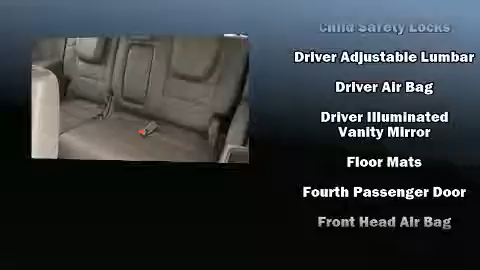 Child Safety Locks
Driver Adjustable Lumbar
Driver Air Bag
Driver Illuminated
Vanity Mirror
Floor Mats
Fourth Passenger Door
Front Head Air Bag